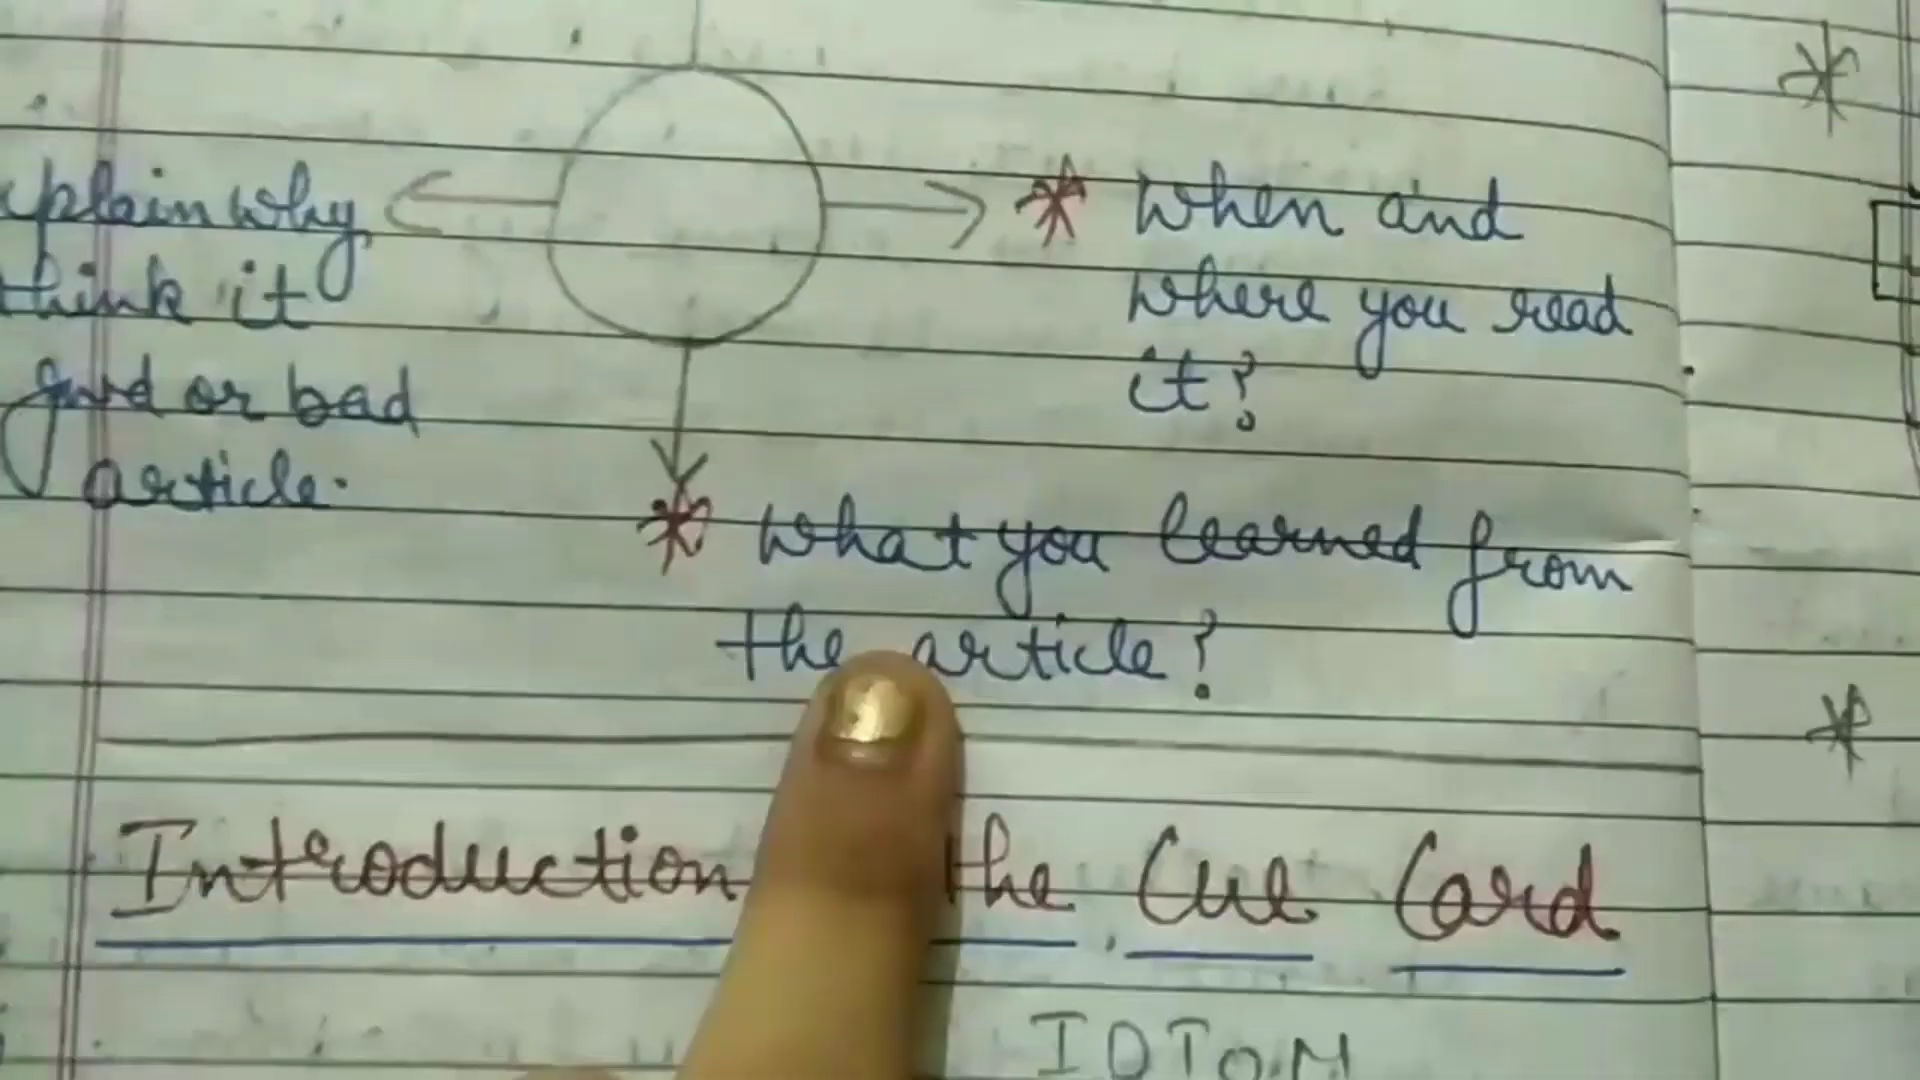 plain why
think it
good or bad
article.
* When and
where you read
it?
* What you learned from
the article?
Introduction the Cue Card